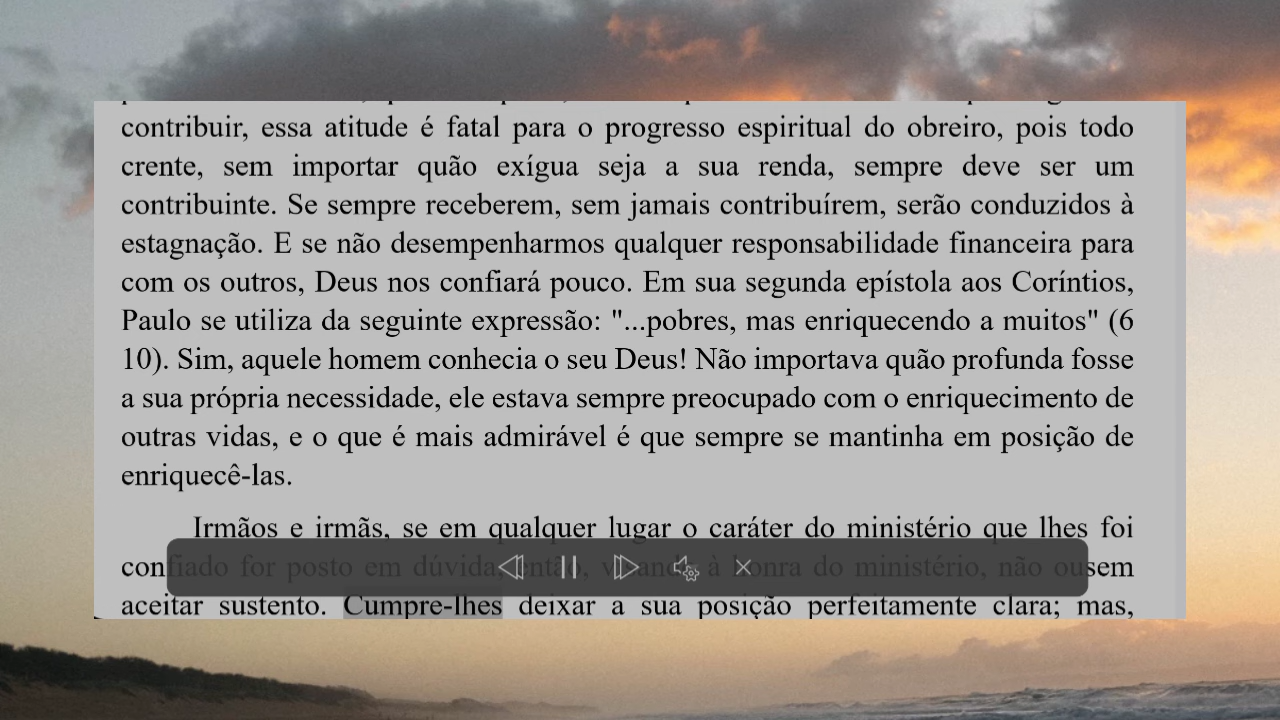 contribuir, essa atitude é fatal para o progresso espiritual do obreiro, pois todo
crente, sem importar quão exígua seja a sua renda, sempre deve ser um
contribuinte. Se sempre receberem, sem jamais contribuírem, serão conduzidos à
estagnação. E se não desempenharmos qualquer responsabilidade financeira para
com os outros, Deus nos confiará pouco. Em sua segunda epístola aos Coríntios,
Paulo se utiliza da seguinte expressão: "...pobres, mas enriquecendo a muitos" (6
10). Sim, aquele homem conhecia o seu Deus! Não importava quão profunda fosse
a sua própria necessidade, ele estava sempre preocupado com o enriquecimento de
outras vidas, e o que é mais admirável é que sempre se mantinha em posição de
enriquecê-las.
Irmãos e irmãs, se em qualquer lugar o caráter do ministério que lhes foi
confiado for posto em dúvida, então, à honra do ministério, não ousem
aceitar sustento. Cumpre-lhes deixar a sua posição perfeitamente clara; mas,